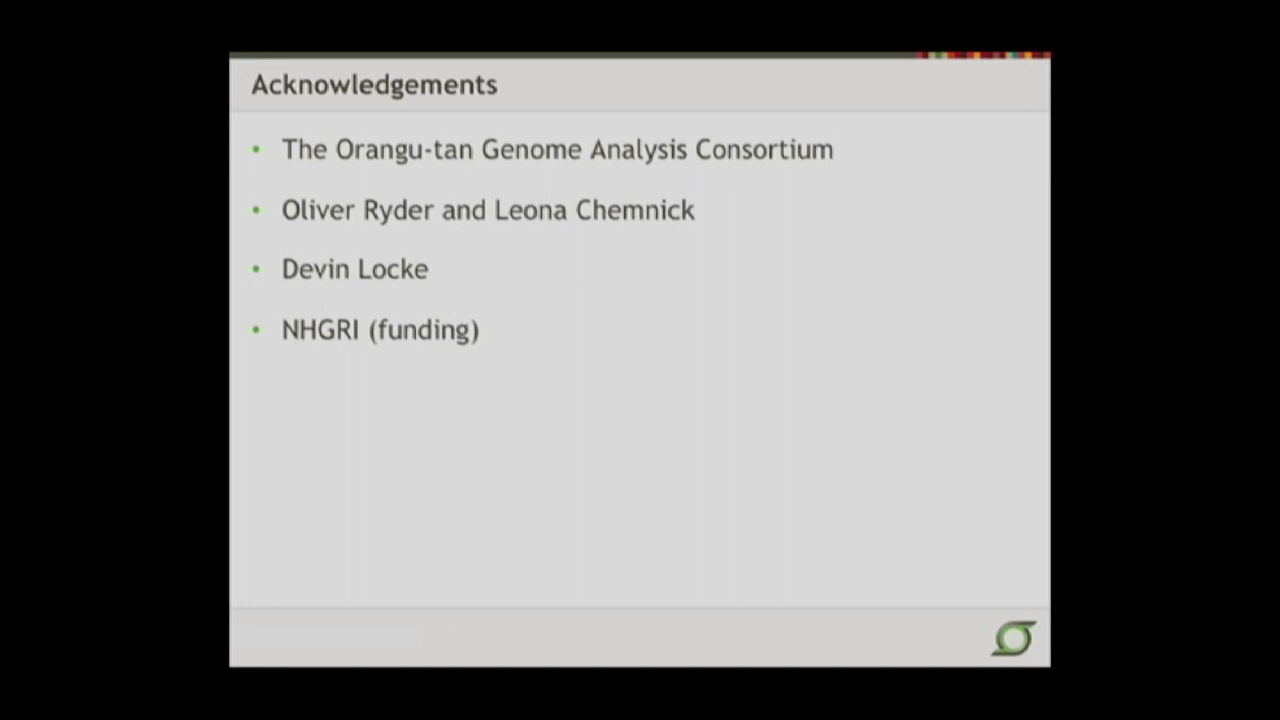 Acknowledgements
• The Orangu-tan Genome Analysis Consortium
• Oliver Ryder and Leona Chemnick
• Devin Locke
• NHGRI (funding)